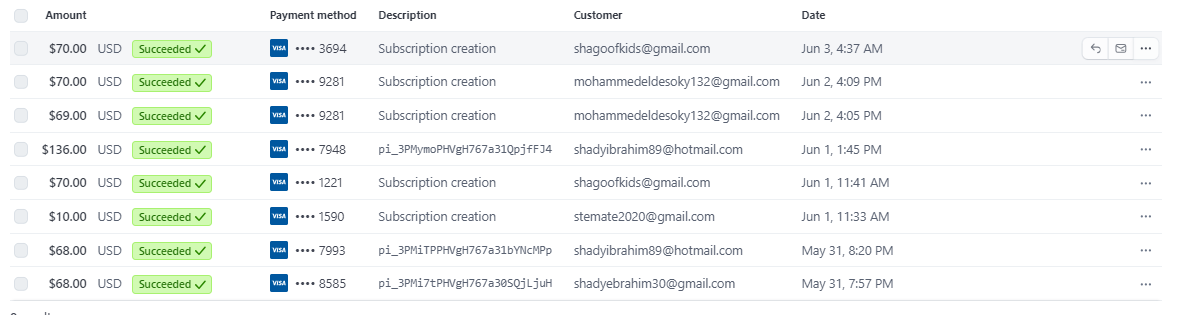 Amount Payment method Description Customer Date
$70.00 USD Succeeded ✓ VISA •••• 3694 Subscription creation shagoofkids@gmail.com Jun 3, 4:37 AM
$70.00 USD Succeeded ✓ VISA •••• 9281 Subscription creation mohammedeldesoky132@gmail.com Jun 2, 4:09 PM
$69.00 USD Succeeded ✓ VISA •••• 9281 Subscription creation mohammedeldesoky132@gmail.com Jun 2, 4:05 PM
$136.00 USD Succeeded ✓ VISA •••• 7948 pi_3PMymoPHVgH767a31QpjfFJ4 shadyibrahim89@hotmail.com Jun 1, 1:45 PM
$70.00 USD Succeeded ✓ VISA •••• 1221 Subscription creation shagoofkids@gmail.com Jun 1, 11:41 AM
$10.00 USD Succeeded ✓ VISA •••• 1590 Subscription creation stemate2020@gmail.com Jun 1, 11:33 AM
$68.00 USD Succeeded ✓ VISA •••• 7993 pi_3PMiTPPHVgH767a31bYNcMPp shadyibrahim89@hotmail.com May 31, 8:20 PM
$68.00 USD Succeeded ✓ VISA •••• 8585 pi_3PMi7tPHVgH767a30SQjLjuH shadyebrahim30@gmail.com May 31, 7:57 PM